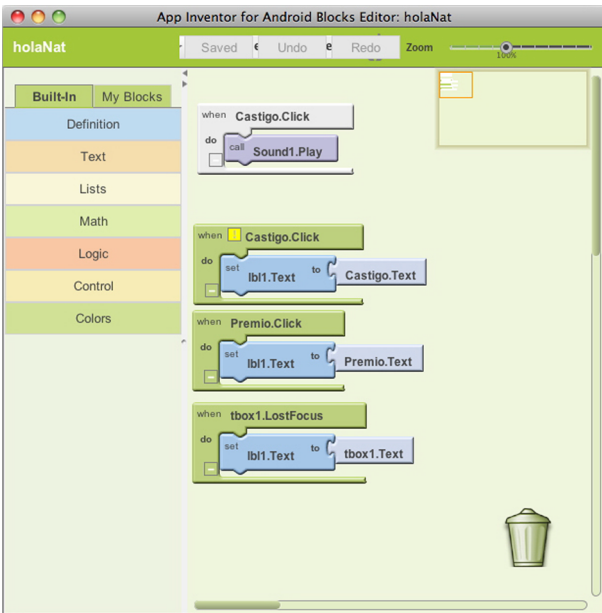 App Inventor for Android Blocks Editor: holaNat
holaNat Saved Undo Redo Zoom
100%
Built-In My Blocks
Definition
Text
Lists
Math
Logic
Control
Colors
when Castigo.Click
do call Sound1.Play
when Castigo.Click
do set lbl1.Text to Castigo.Text
when Premio.Click
do set lbl1.Text to Premio.Text
when tbox1.LostFocus
do set lbl1.Text to tbox1.Text